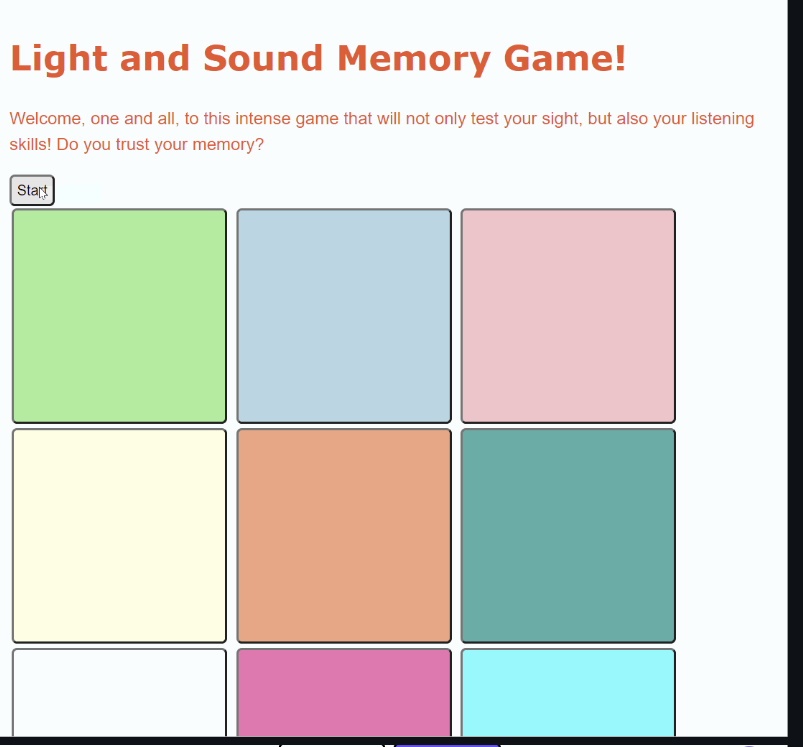 Light and Sound Memory Game!
Welcome, one and all, to this intense game that will not only test your sight, but also your listening
skills! Do you trust your memory?
Start